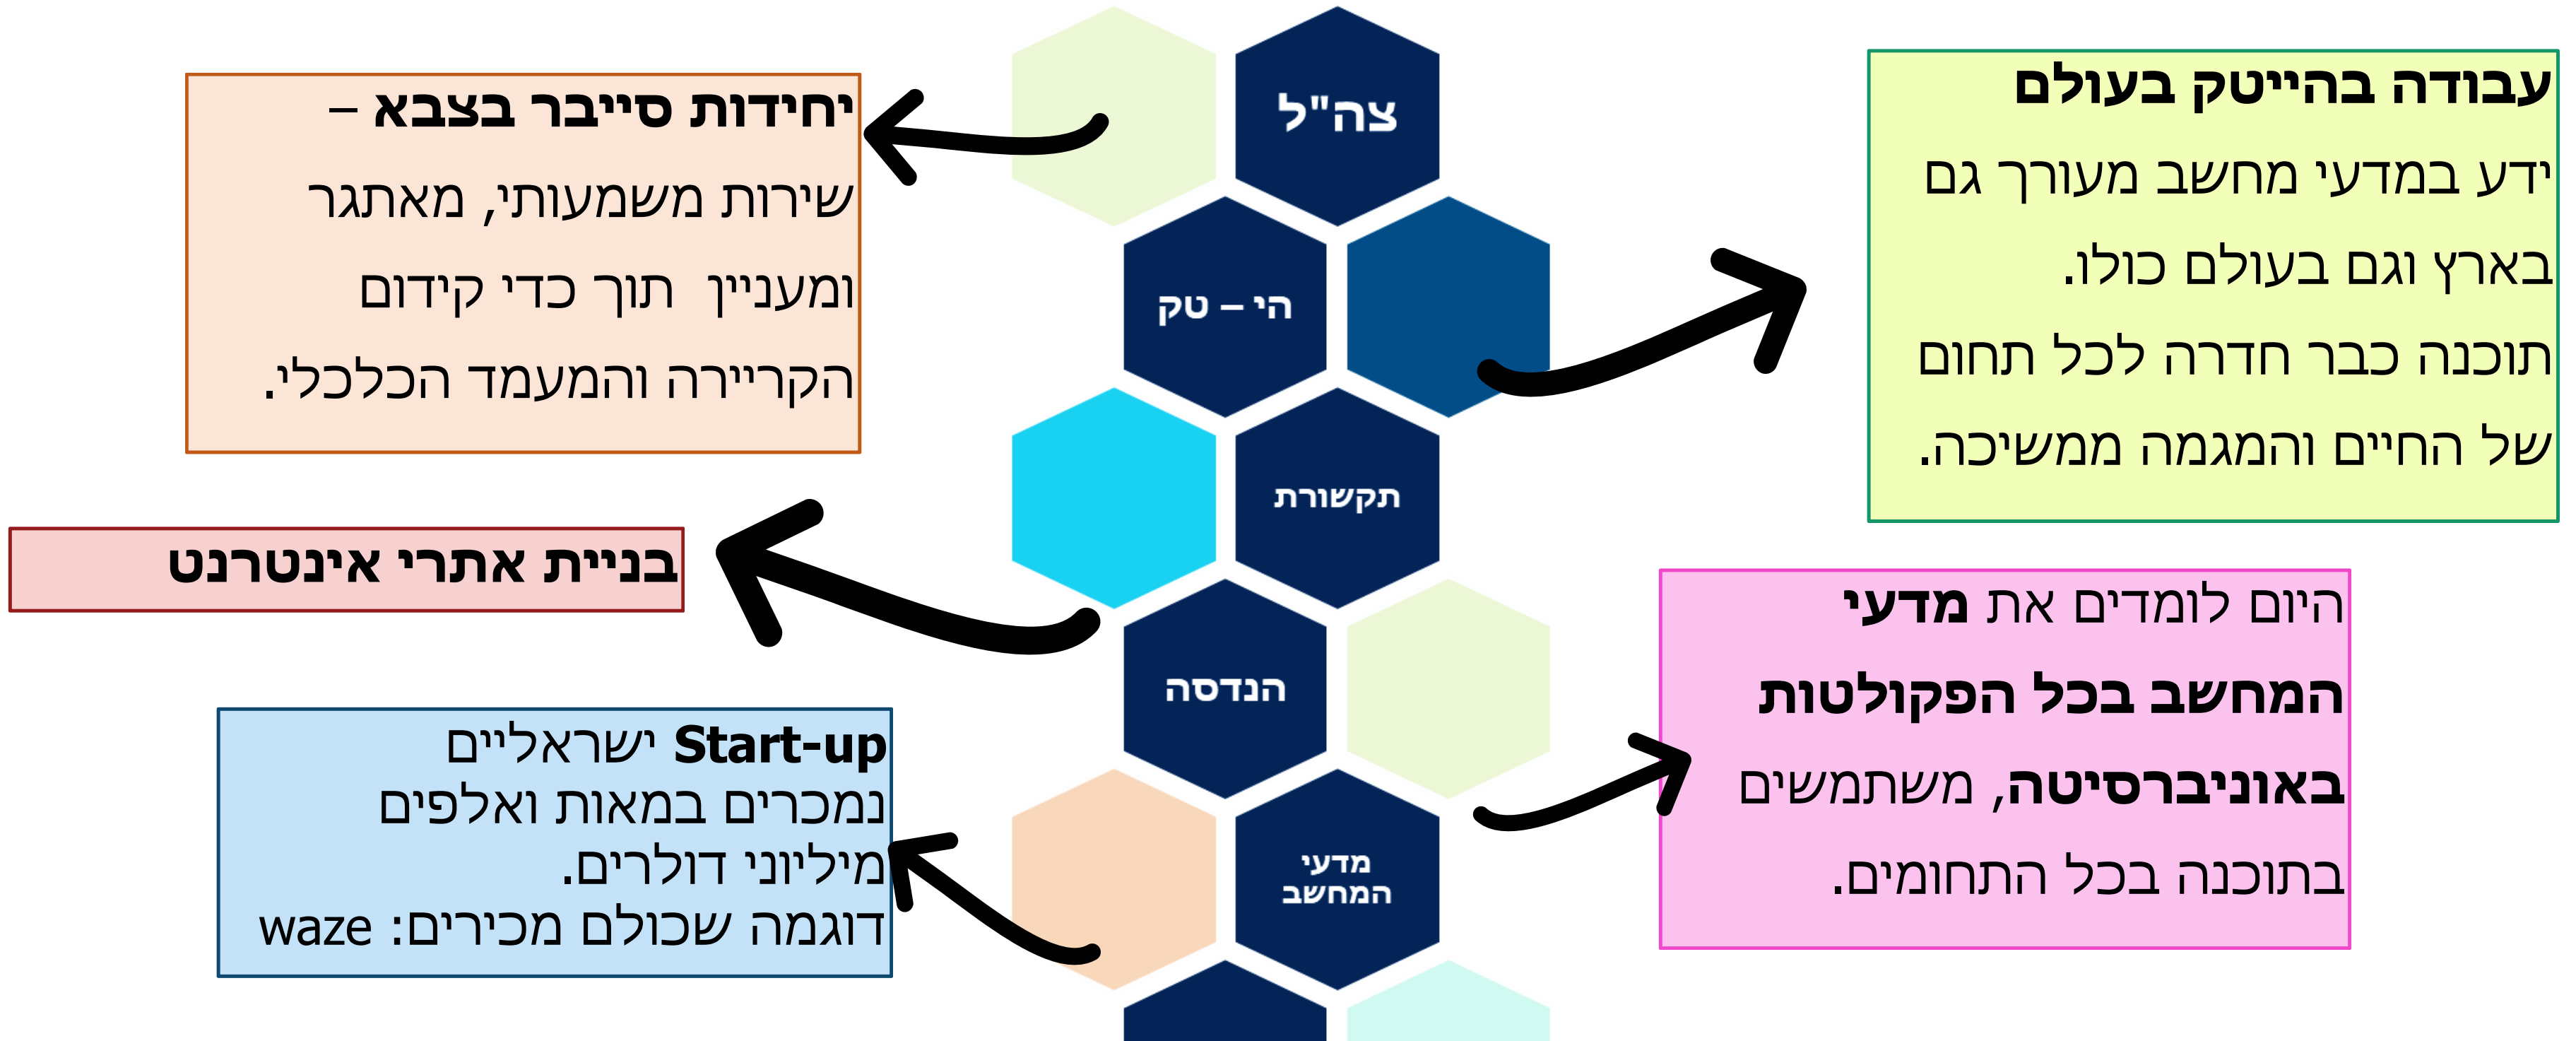 עבודה בהייטק בעולם
ידע במדעי מחשב מעורך גם
בארץ וגם בעולם כולו.
תוכנה כבר חדרה לכל תחום
של החיים והמגמה ממשיכה.
היום לומדים את מדעי
המחשב בכל הפקולטות
באוניברסיטה, משתמשים
בתוכנה בכל התחומים.
צה"ל
הי – טק
תקשורת
הנדסה
מדעי
המחשב
יחידות סייבר בצבא –
שירות משמעותי, מאתגר
ומעניין תוך כדי קידום
הקריירה והמעמד הכלכלי.
בניית אתרי אינטרנט
Start-up ישראליים
נמכרים במאות ואלפים
מיליוני דולרים.
דוגמה שכולם מכירים: waze